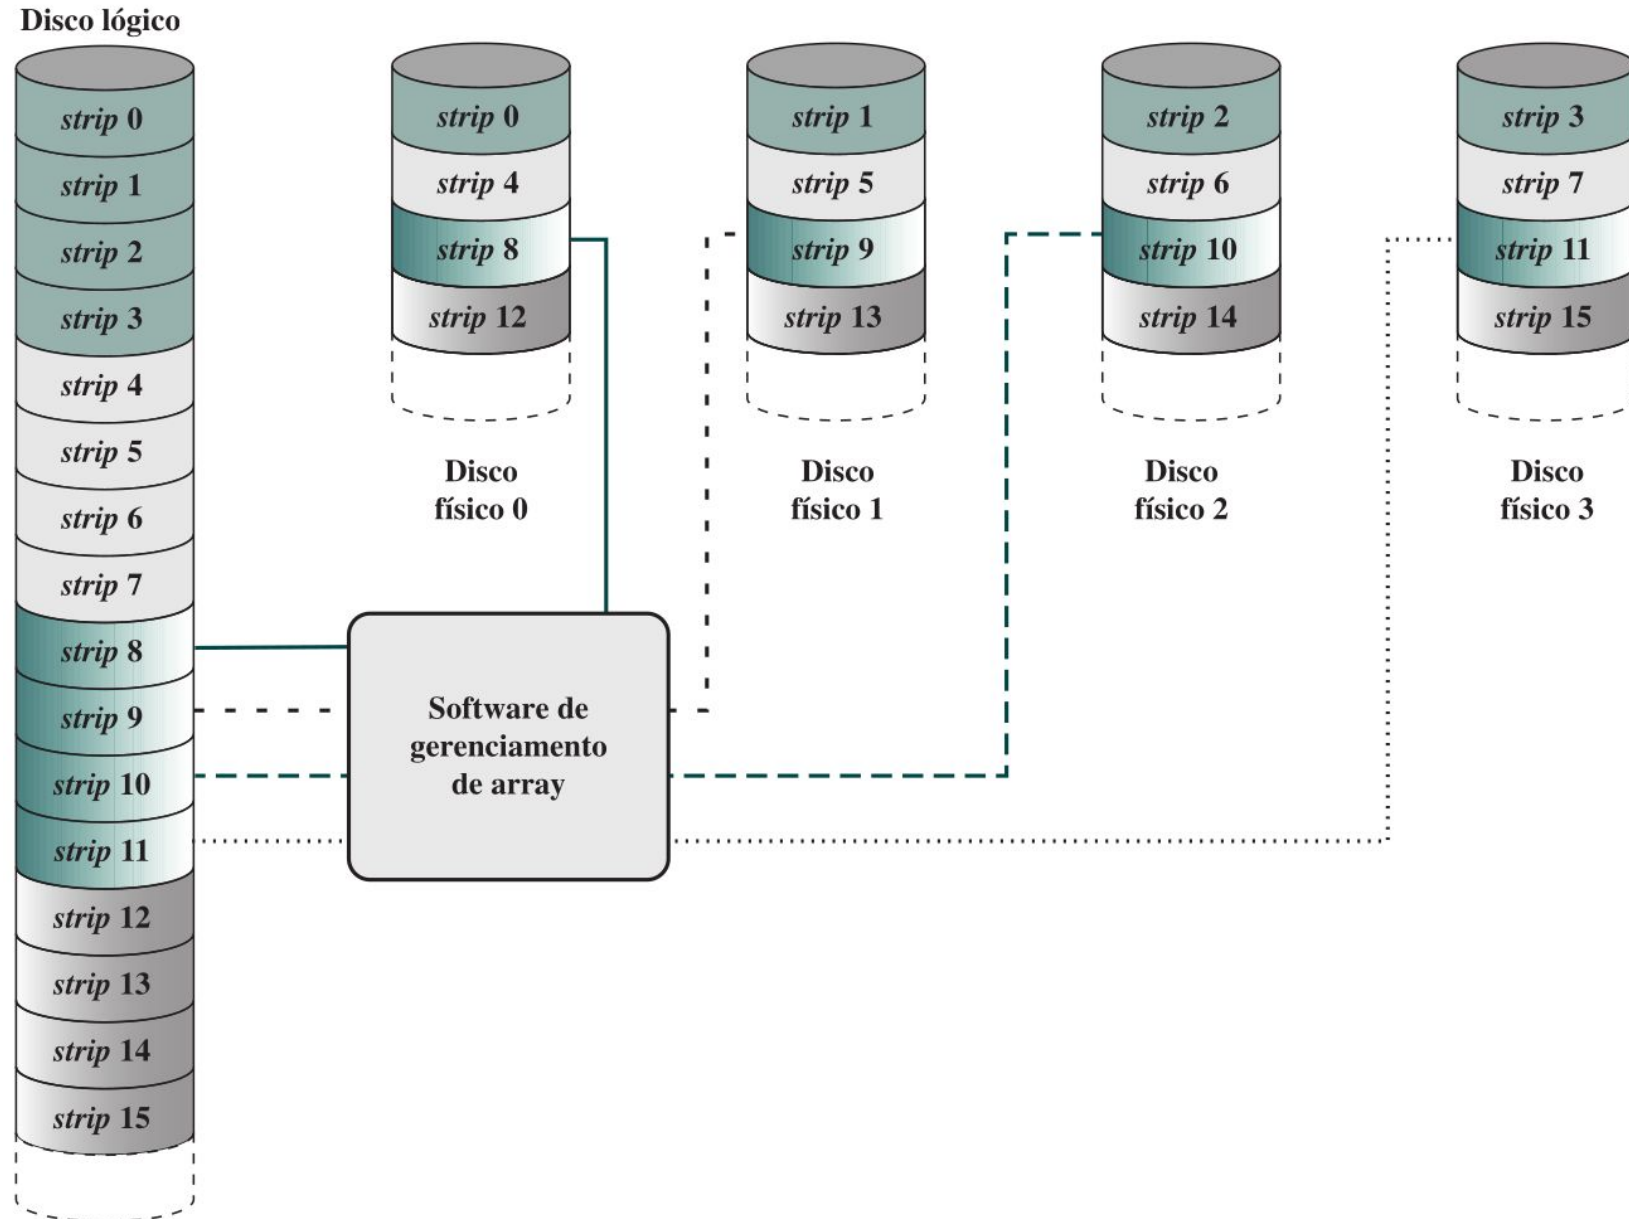 Disco lógico
strip 0
strip 1
strip 2
strip 3
strip 4
strip 5
strip 6
strip 7
strip 8
strip 9
strip 10
strip 11
strip 12
strip 13
strip 14
strip 15
strip 0
strip 4
strip 8
strip 12
Disco
físico 0
strip 1
strip 5
strip 9
strip 13
Disco
físico 1
strip 2
strip 6
strip 10
strip 14
Disco
físico 2
strip 3
strip 7
strip 11
strip 15
Disco
físico 3
Software de
gerenciamento
de array